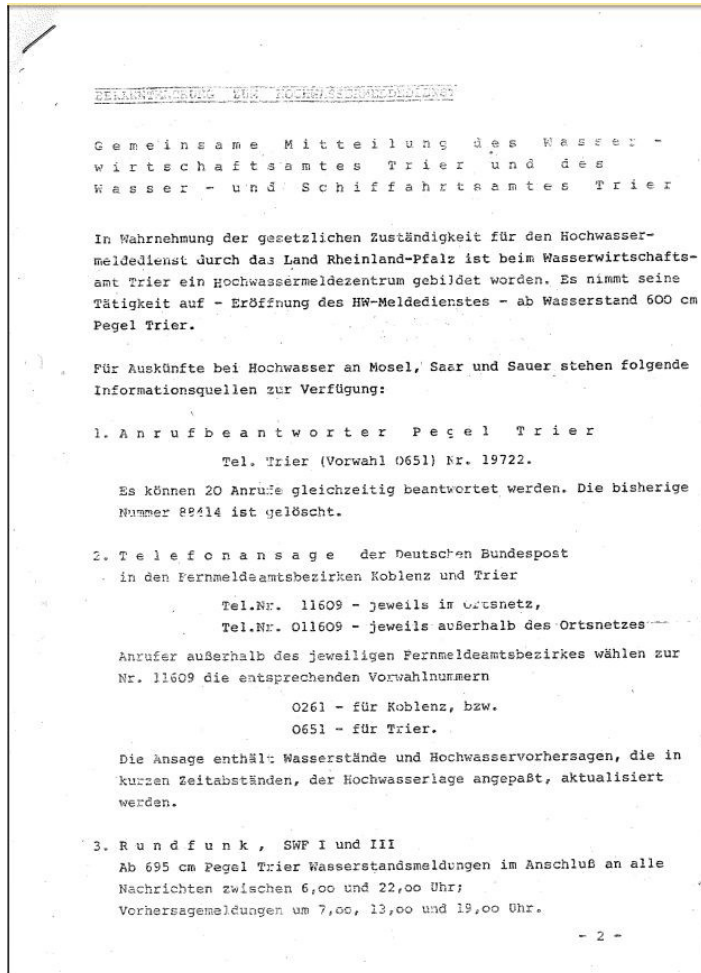 BEKANNTMACHUNG ZUM HOCHWASSERMELDEDIENST
Gemeinsame Mitteilung des Wasser-
wirtschaftsamtes Trier und des
Wasser- und Schiffahrtsamtes Trier
In Wahrnehmung der gesetzlichen Zuständigkeit für den Hochwasser-
meldedienst durch das Land Rheinland-Pfalz ist beim Wasserwirtschafts-
amt Trier ein Hochwassermeldezentrum gebildet worden. Es nimmt seine
Tätigkeit auf - Eröffnung des HW-Meldedienstes - ab Wasserstand 600 cm
Pegel Trier.
Für Auskünfte bei Hochwasser an Mosel, Saar und Sauer stehen folgende
Informationsquellen zur Verfügung:
1. Anrufbeantworter Pegel Trier
Tel. Trier (Vorwahl 0651) Nr. 19722.
Es können 20 Anrufe gleichzeitig beantwortet werden. Die bisherige
Nummer 88414 ist gelöscht.
2. Telefonansage der Deutschen Bundespost
in den Fernmeldeamtsbezirken Koblenz und Trier
Tel.Nr. 11609 - jeweils im Ortsnetz,
Tel.Nr. 011609 - jeweils außerhalb des Ortsnetzes
Anrufer außerhalb des jeweiligen Fernmeldeamtsbezirkes wählen zur
Nr. 11609 die entsprechenden Vorwahlnummern
0261 - für Koblenz, bzw.
0651 - für Trier.
Die Ansage enthält Wasserstände und Hochwasservorhersagen, die in
kurzen Zeitabständen, der Hochwasserlage angepaßt, aktualisiert
werden.
3. Rundfunk, SWF I und III
Ab 695 cm Pegel Trier Wasserstandsmeldungen im Anschluß an alle
Nachrichten zwischen 6,oo und 22,oo Uhr;
Vorhersagemeldungen um 7,oo, 13,oo und 19,oo Uhr.
- 2 -